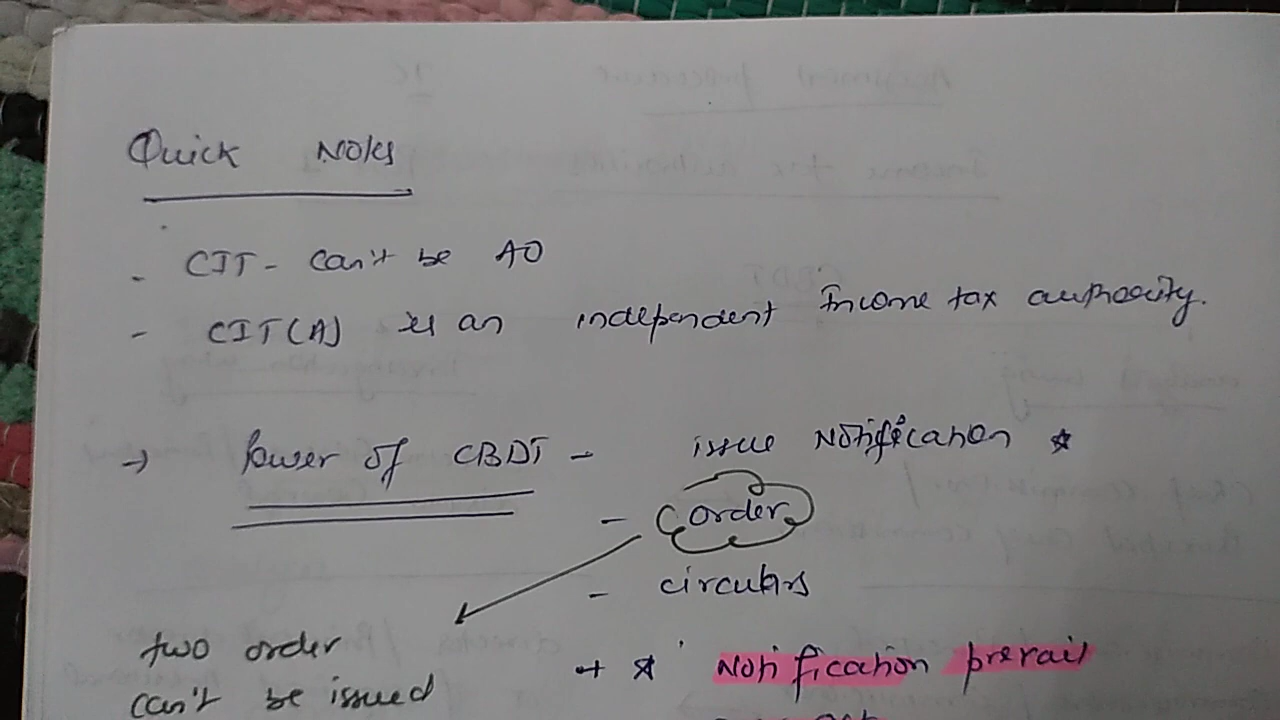 Quick Notes
- CIT - Can't be AO
- CIT(A) is an independent Income tax authority.
→ Power of CBDT - issue Notification ☆
- order
- circulars
two order
can't be issued
→ ☆ Notification prevail